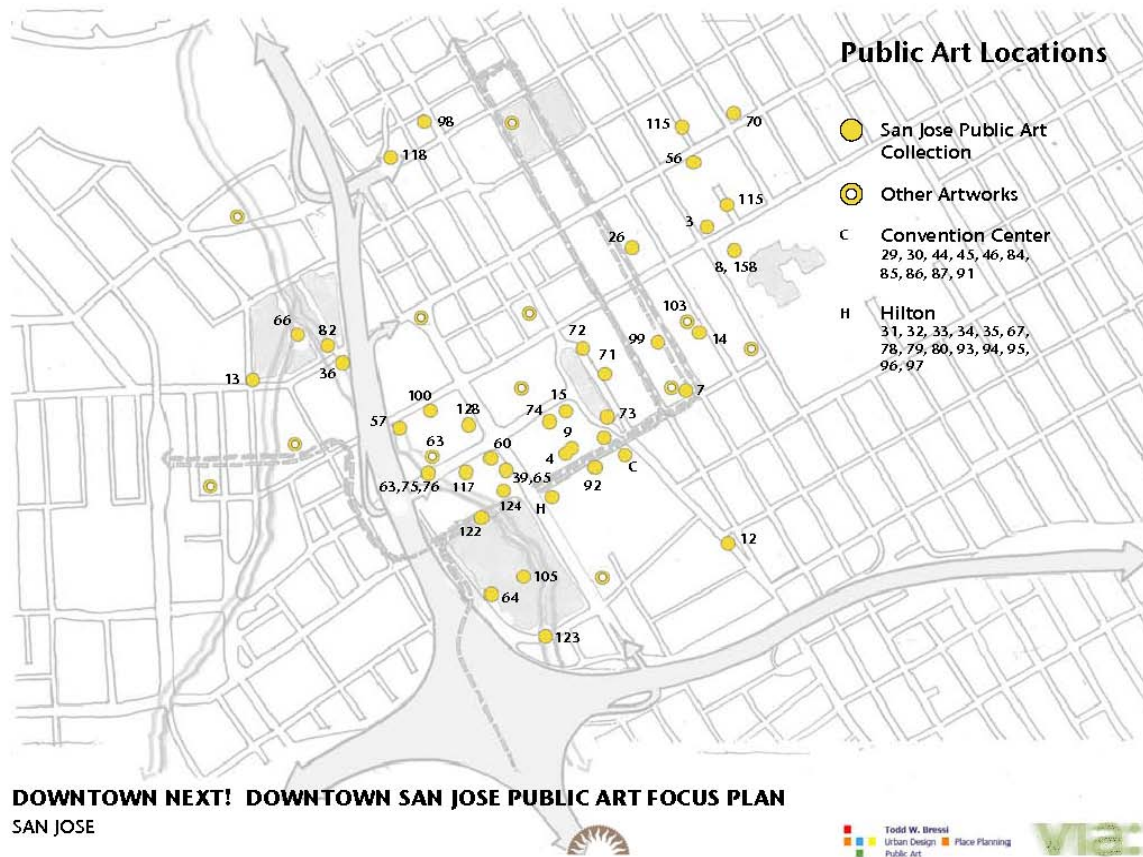 Public Art Locations
San Jose Public Art
Collection
Other Artworks
C Convention Center
29, 30, 44, 45, 46, 84,
85, 86, 87, 91
H Hilton
31, 32, 33, 34, 35, 67,
78, 79, 80, 93, 94, 95,
96, 97
98
118
115
70
56
115
3
26
8, 158
103
14
99
72
71
66
82
36
13
7
100
128
15
74
73
57
9
63
60
4
C
92
63,75,76
117
39,65
124
H
122
12
105
64
123
DOWNTOWN NEXT! DOWNTOWN SAN JOSE PUBLIC ART FOCUS PLAN
SAN JOSE
Todd W. Bressi
Urban Design Place Planning
Public Art
via: